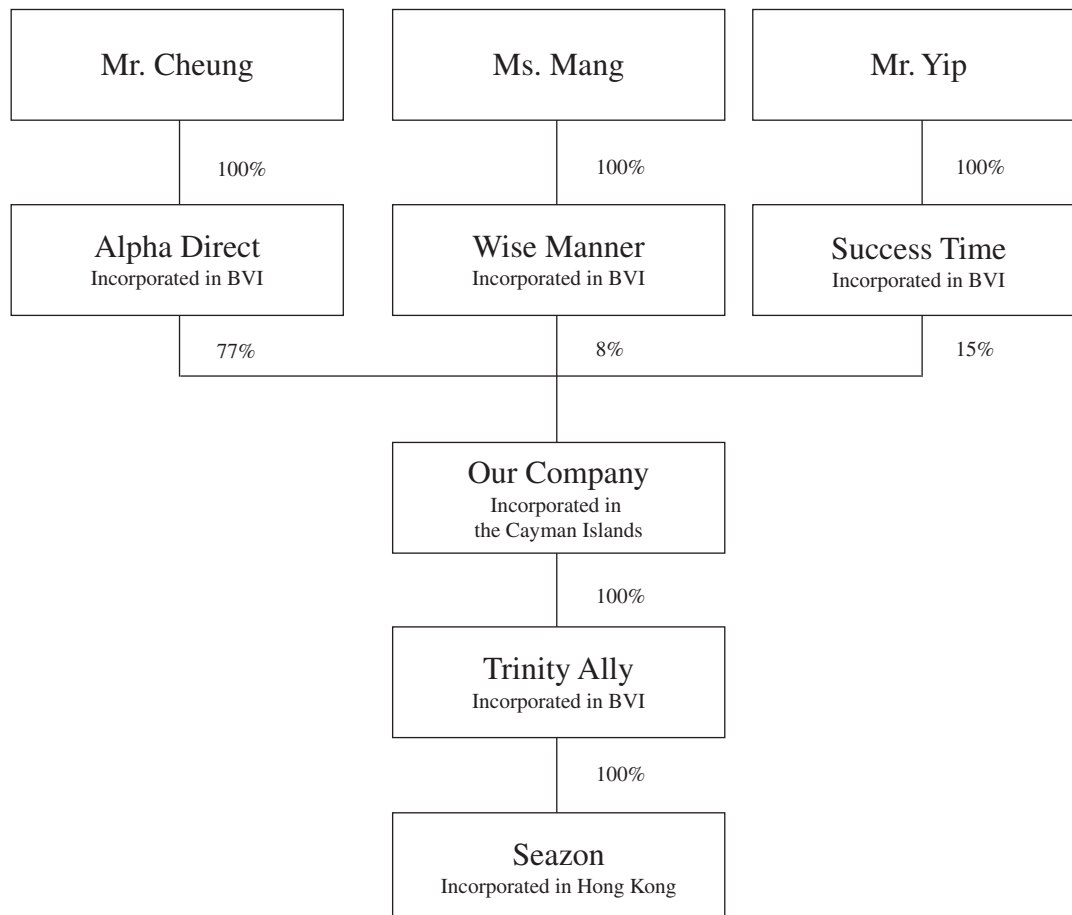 Mr. Cheung
Ms. Mang
Mr. Yip
100%
100%
100%
Alpha Direct
Incorporated in BVI
Wise Manner
Incorporated in BVI
Success Time
Incorporated in BVI
77%
8%
15%
Our Company
Incorporated in
the Cayman Islands
100%
Trinity Ally
Incorporated in BVI
100%
Seazon
Incorporated in Hong Kong